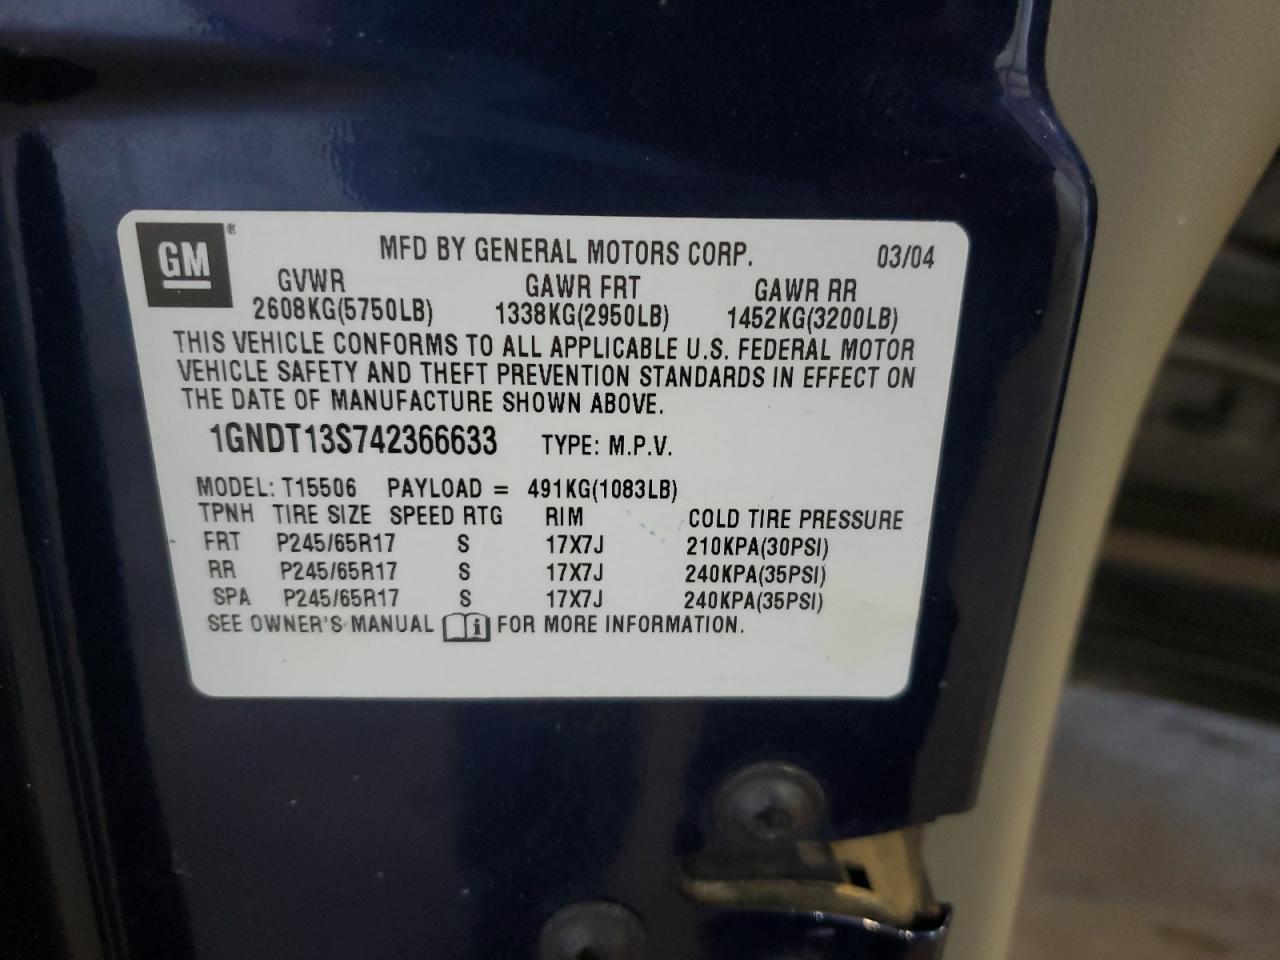 GM®
MFD BY GENERAL MOTORS CORP. 03/04
GVWR GAWR FRT GAWR RR
2608KG(5750LB) 1338KG(2950LB) 1452KG(3200LB)
THIS VEHICLE CONFORMS TO ALL APPLICABLE U.S. FEDERAL MOTOR
VEHICLE SAFETY AND THEFT PREVENTION STANDARDS IN EFFECT ON
THE DATE OF MANUFACTURE SHOWN ABOVE.
1GNDT13S742366633 TYPE: M.P.V.
MODEL: T15506 PAYLOAD = 491KG(1083LB)
TPNH TIRE SIZE SPEED RTG RIM COLD TIRE PRESSURE
FRT P245/65R17 S 17X7J 210KPA(30PSI)
RR P245/65R17 S 17X7J 240KPA(35PSI)
SPA P245/65R17 S 17X7J 240KPA(35PSI)
SEE OWNER'S MANUAL i FOR MORE INFORMATION.